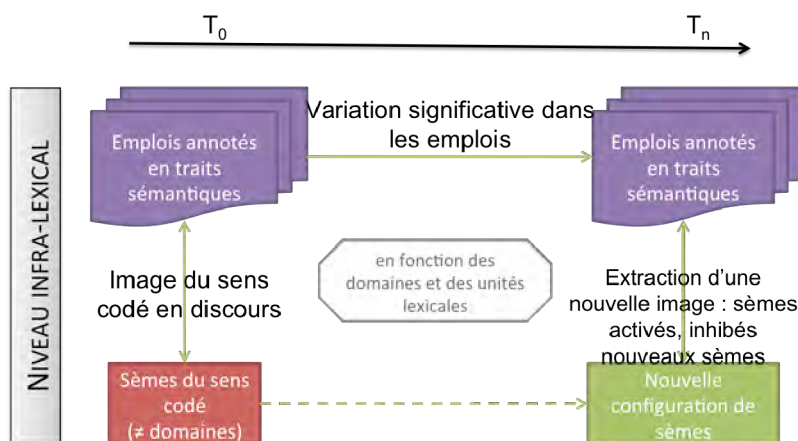 T0
Tn
NIVEAU INFRA-LEXICAL
Emplois annotés
en traits
sémantiques
Variation significative dans
les emplois
Emplois annotés
en traits
sémantiques
Image du sens
codé en discours
en fonction des
domaines et des unités
lexicales
Extraction d'une
nouvelle image : sèmes
activés, inhibés
nouveaux sèmes
Sèmes du sens
codé
(≠ domaines)
Nouvelle
configuration de
sèmes